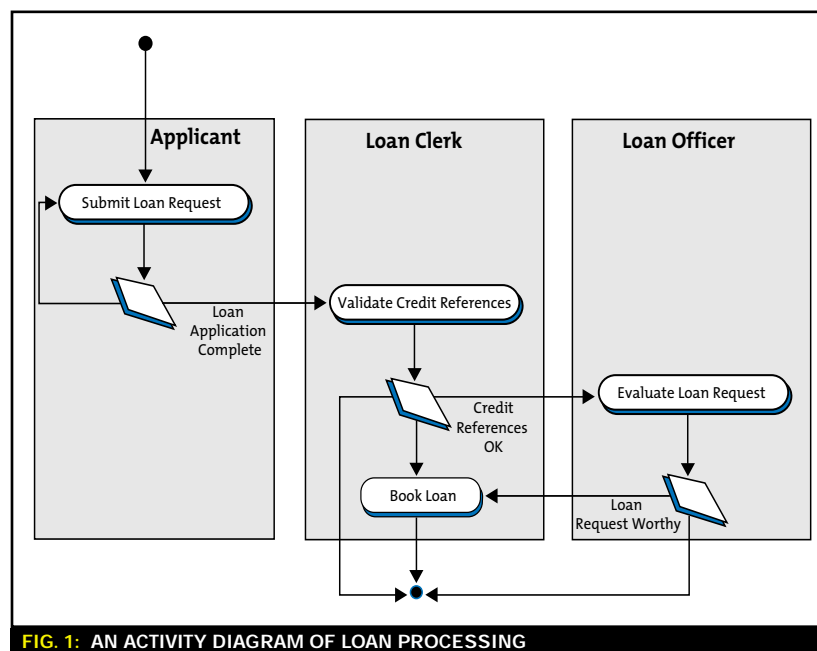 Applicant
Loan Clerk
Loan Officer
Submit Loan Request
Loan
Application
Complete
Validate Credit References
Credit
References
OK
Evaluate Loan Request
Book Loan
Loan
Request Worthy
FIG. 1: AN ACTIVITY DIAGRAM OF LOAN PROCESSING